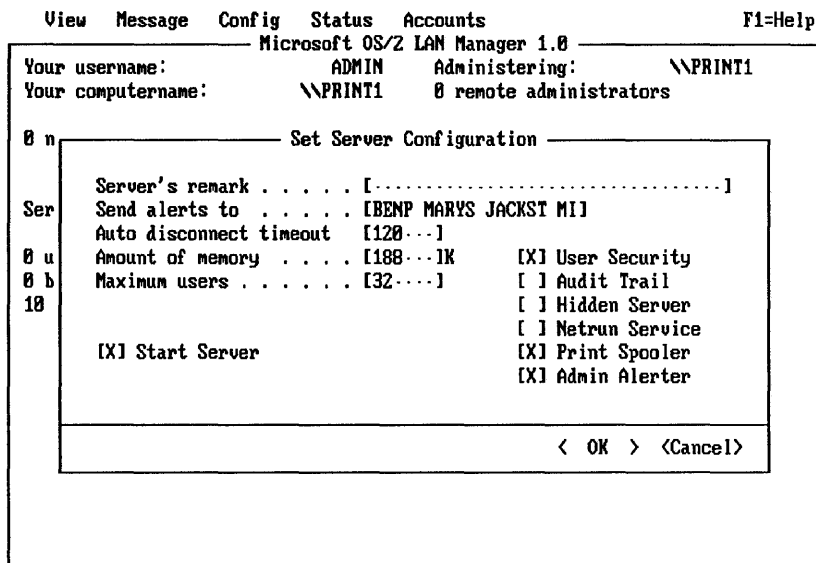 View Message Config Status Accounts F1=Help
Microsoft OS/2 LAN Manager 1.0
Your username: ADMIN Administering: \\PRINT1
Your computername: \\PRINT1 0 remote administrators
0 n Set Server Configuration
Server's remark . . . . . [·································]
Ser Send alerts to . . . . . [BENP MARYS JACKST MI]
Auto disconnect timeout [120···]
0 u Amount of memory . . . . [188···]K [X] User Security
0 b Maximum users . . . . . . [32····] [ ] Audit Trail
10 [ ] Hidden Server
[ ] Netrun Service
[X] Start Server [X] Print Spooler
[X] Admin Alerter
< OK > <Cancel>